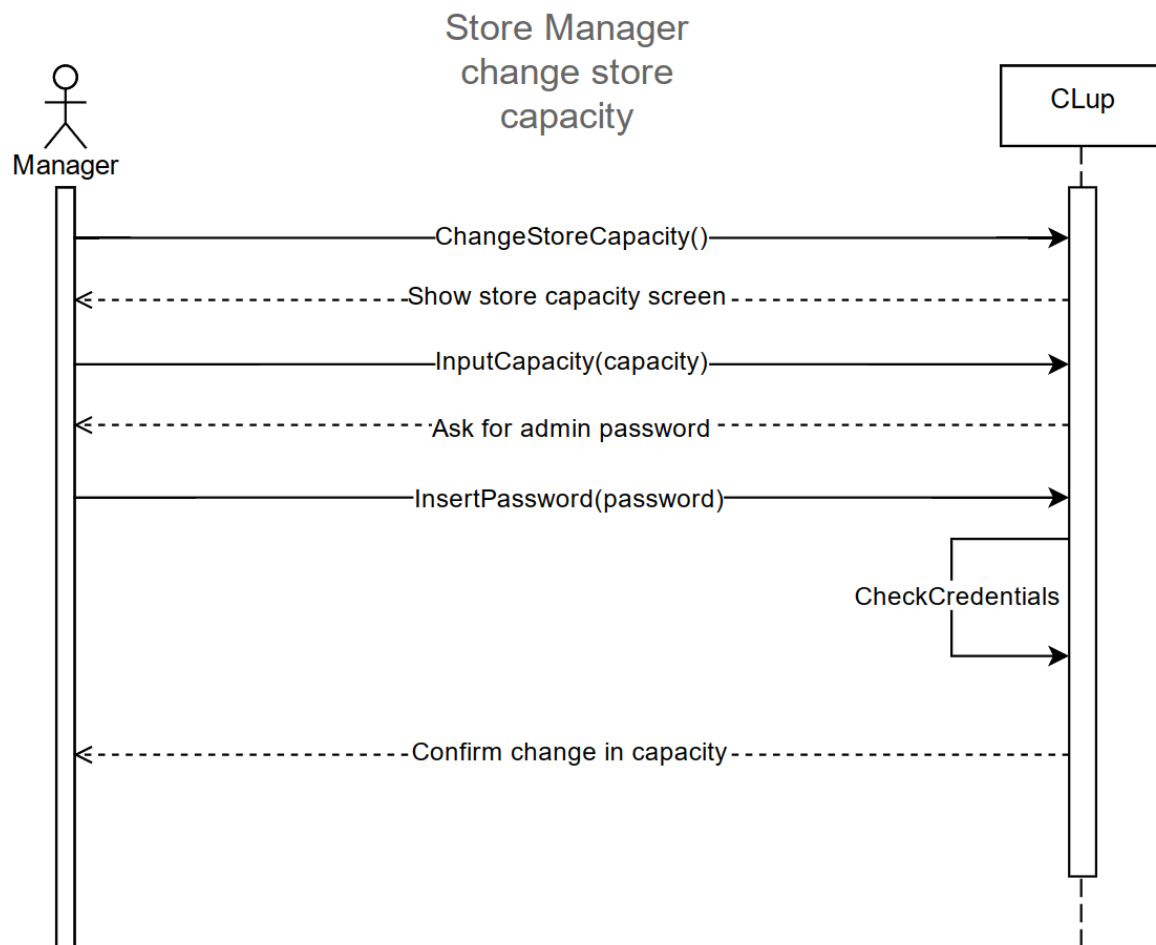 Store Manager
change store
capacity
CLup
Manager
ChangeStoreCapacity()
Show store capacity screen
InputCapacity(capacity)
Ask for admin password
InsertPassword(password)
CheckCredentials
Confirm change in capacity